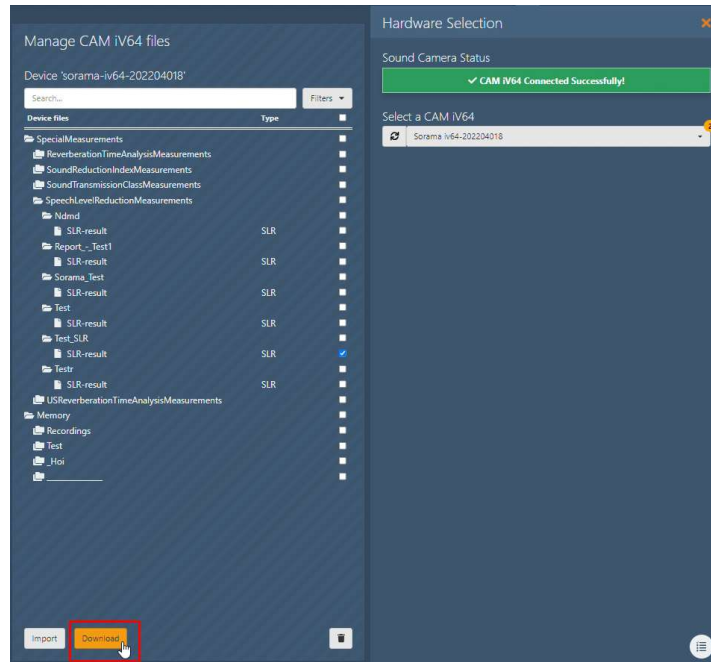 Manage CAM iV64 files
Device 'sorama-iv64-202204018'
Search...
Filters
Device files Type
SpecialMeasurements
ReverberationTimeAnalysisMeasurements
SoundReductionIndexMeasurements
SoundTransmissionClassMeasurements
SpeechLevelReductionMeasurements
Ndmd
SLR-result SLR
Report_-_Test1
SLR-result SLR
Sorama_Test
SLR-result SLR
Test
SLR-result SLR
Test_SLR
SLR-result SLR
Testr
SLR-result SLR
USReverberationTimeAnalysisMeasurements
Memory
Recordings
Test
_Hoi
______________
Import
Download
Hardware Selection
Sound Camera Status
CAM iV64 Connected Successfully!
Select a CAM iV64
Sorama iv64-202204018